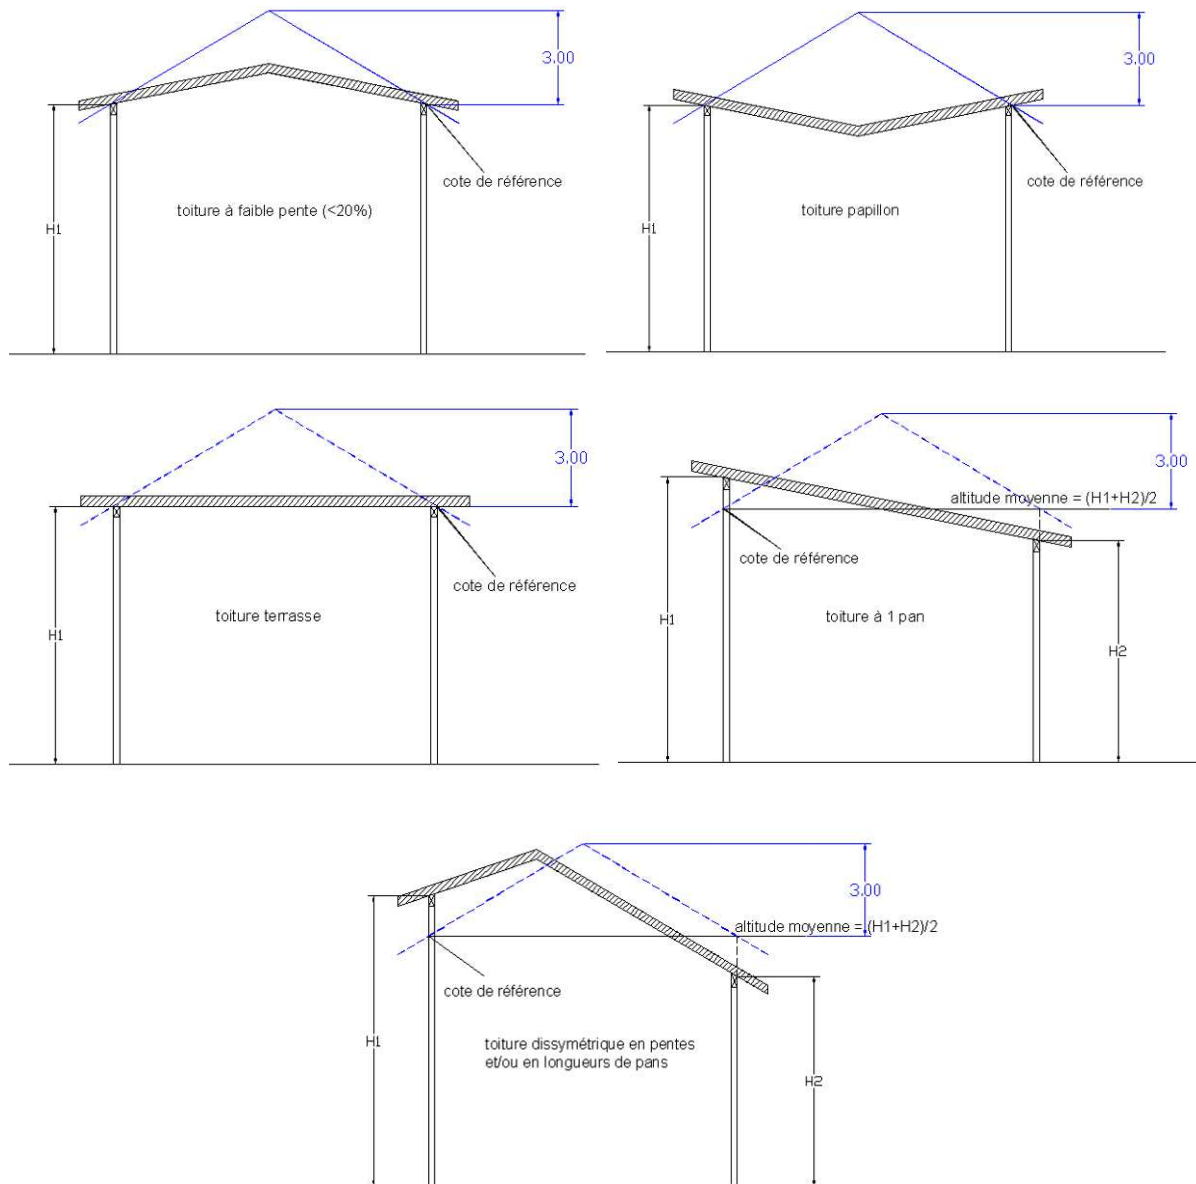 3.00
cote de référence
toiture à faible pente (<20%)
H1
3.00
cote de référence
toiture papillon
H1
3.00
cote de référence
toiture terrasse
H1
3.00
altitude moyenne = (H1+H2)/2
cote de référence
toiture à 1 pan
H1
H2
3.00
altitude moyenne = (H1+H2)/2
cote de référence
toiture dissymétrique en pentes
et/ou en longueurs de pans
H1
H2